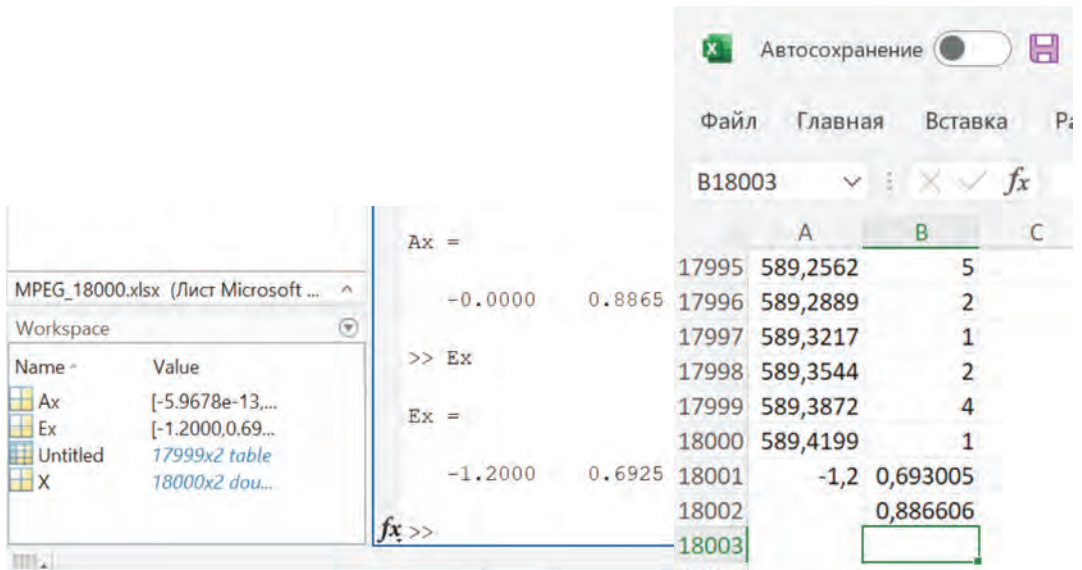 Автосохранение
Файл Главная Вставка
B18003 fx
A B C
17995 589,2562 5
17996 589,2889 2
17997 589,3217 1
17998 589,3544 2
17999 589,3872 4
18000 589,4199 1
18001 -1,2 0,693005
18002 0,886606
18003
MPEG_18000.xlsx (Лист Microsoft ...
Workspace
Name Value
Ax [-5.9678e-13,...
Ex [-1.2000,0.69...
Untitled 17999x2 table
X 18000x2 dou...
Ax =
-0.0000 0.8865
>> Ex
Ex =
-1.2000 0.6925
fx >>